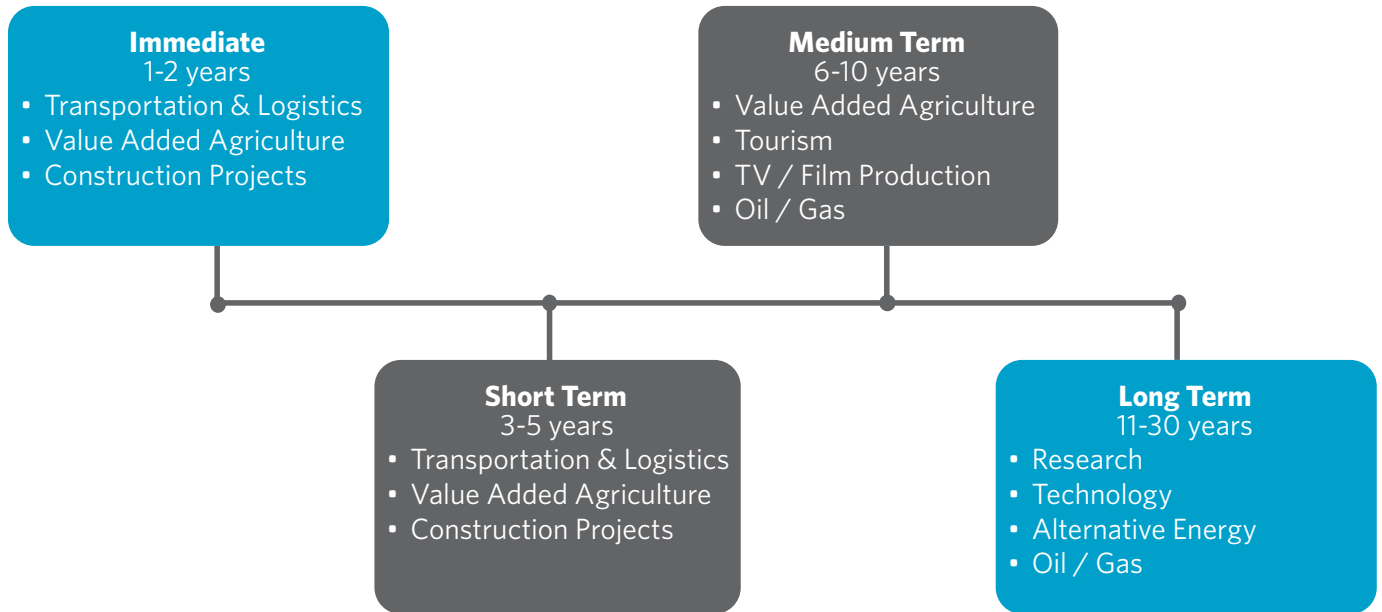 Immediate
1-2 years
• Transportation & Logistics
• Value Added Agriculture
• Construction Projects
Medium Term
6-10 years
• Value Added Agriculture
• Tourism
• TV / Film Production
• Oil / Gas
Short Term
3-5 years
• Transportation & Logistics
• Value Added Agriculture
• Construction Projects
Long Term
11-30 years
• Research
• Technology
• Alternative Energy
• Oil / Gas